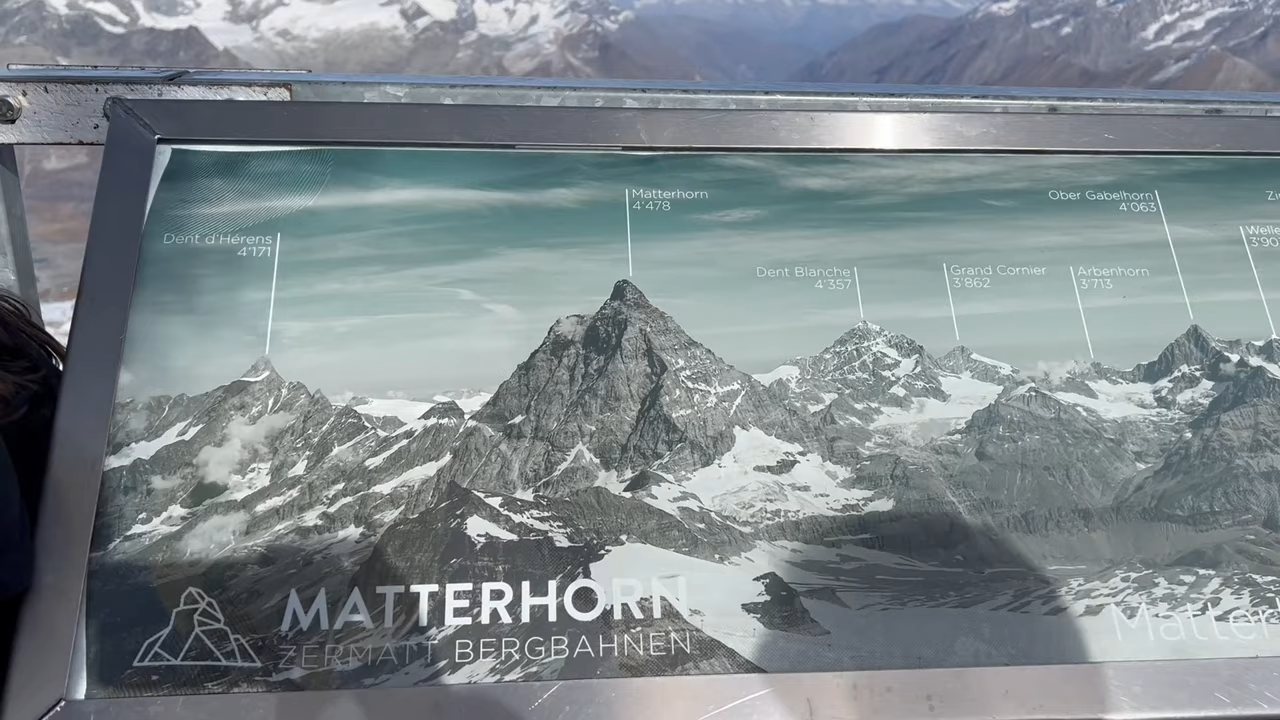 Matterhorn
4'478
Ober Gabelhorn
4'063
Dent d'Hérens
4'171
Dent Blanche
4'357
Grand Cornier
3'862
Arbenhorn
3'713
MATTERHORN
ZERMATT BERGBAHNEN